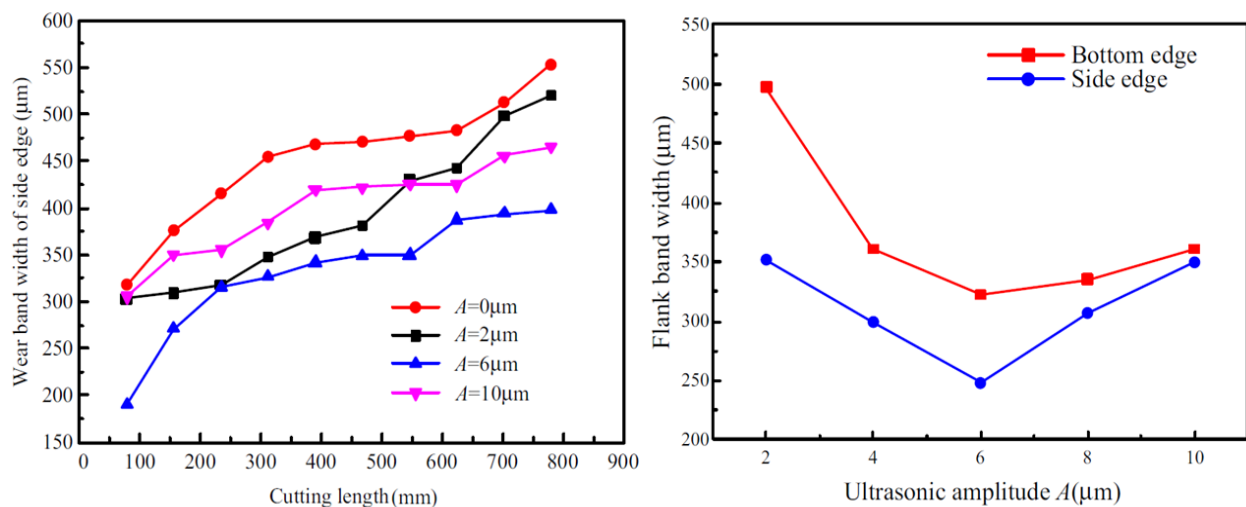 600
550
500
450
400
350
300
250
200
150
Wear band width of side edge (μm)
A=0μm
A=2μm
A=6μm
A=10μm
0 100 200 300 400 500 600 700 800 900
Cutting length (mm)
550
500
450
400
350
300
250
200
Flank band width (μm)
Bottom edge
Side edge
2 4 6 8 10
Ultrasonic amplitude A(μm)